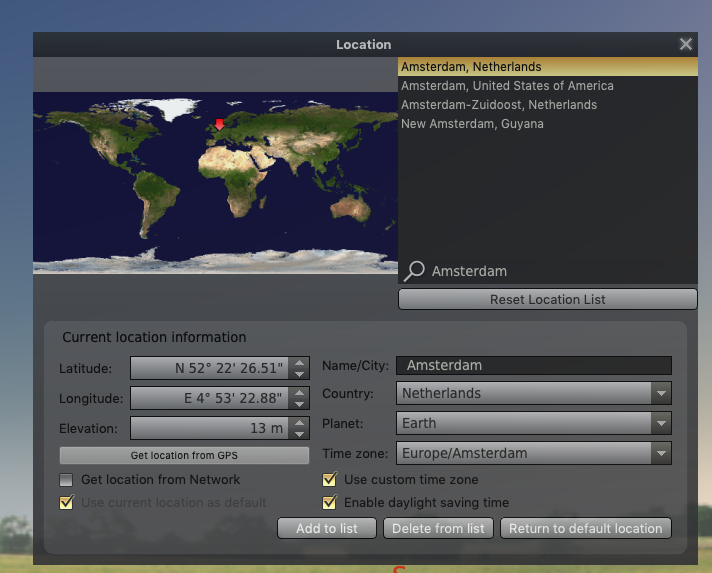 Location
Amsterdam, Netherlands
Amsterdam, United States of America
Amsterdam-Zuidoost, Netherlands
New Amsterdam, Guyana
Amsterdam
Reset Location List
Current location information
Latitude: N 52° 22' 26.51"
Name/City: Amsterdam
Longitude: E 4° 53' 22.88"
Country: Netherlands
Elevation: 13 m
Planet: Earth
Get location from GPS
Time zone: Europe/Amsterdam
Get location from Network
Use custom time zone
Use current location as default
Enable daylight saving time
Add to list
Delete from list
Return to default location